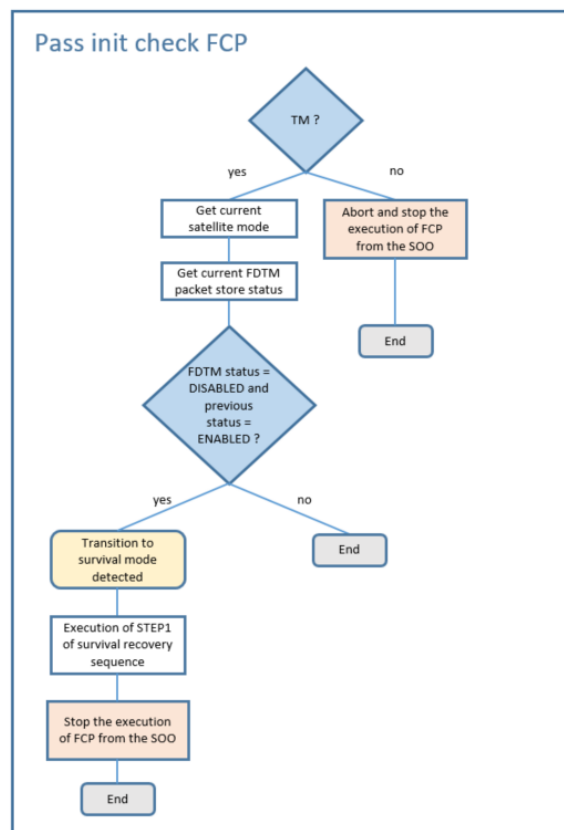 Pass init check FCP
TM ?
yes
no
Get current
satellite mode
Abort and stop the
execution of FCP
from the SOO
Get current FDTM
packet store status
End
FDTM status =
DISABLED and
previous
status =
ENABLED ?
yes
no
Transition to
survival mode
detected
End
Execution of STEP1
of survival recovery
sequence
Stop the execution
of FCP from the SOO
End